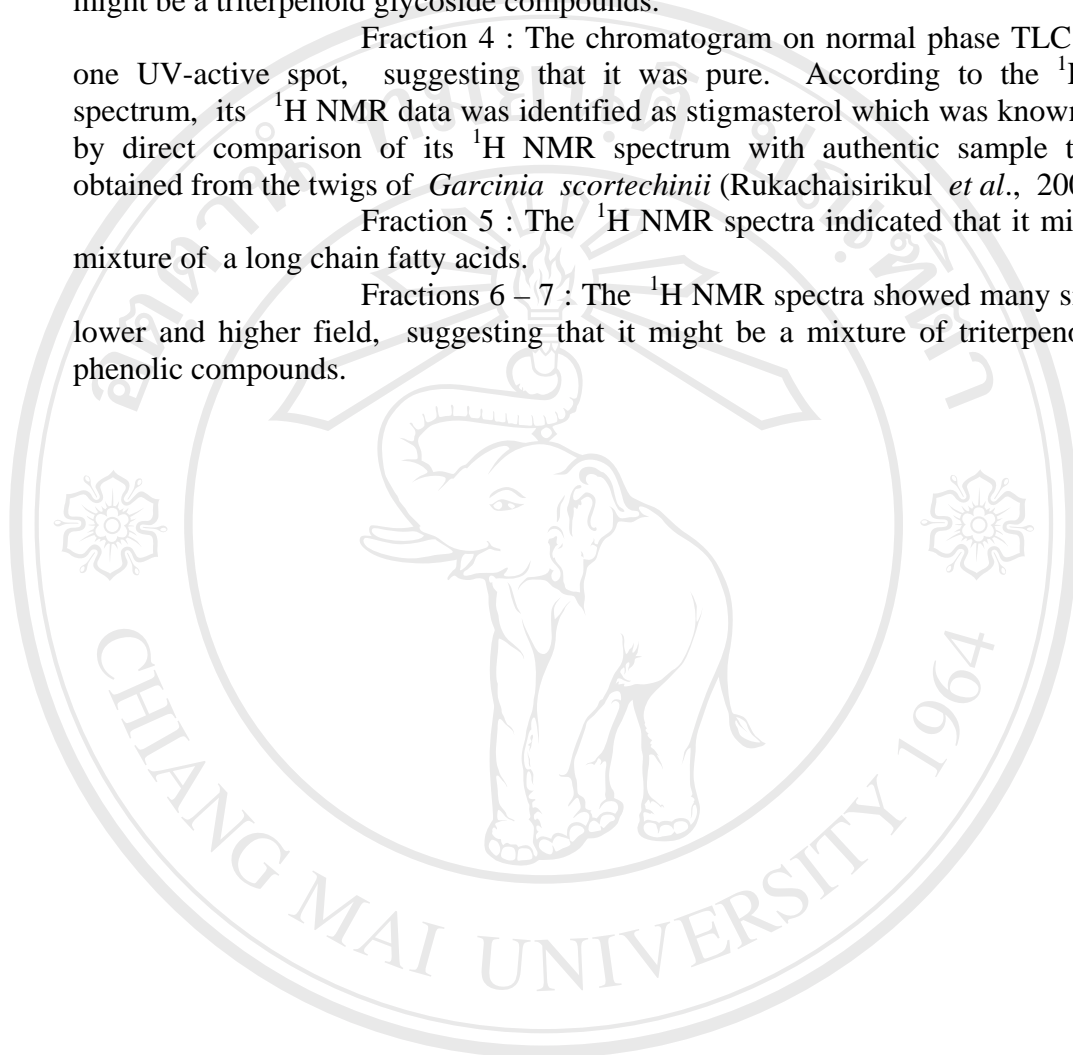 might be a triterpenoid glycoside compounds.
Fraction 4 : The chromatogram on normal phase TLC
one UV-active spot, suggesting that it was pure. According to the ¹
spectrum, its ¹H NMR data was identified as stigmasterol which was known
by direct comparison of its ¹H NMR spectrum with authentic sample t
obtained from the twigs of Garcinia scortechinii (Rukachaisirikul et al., 200
Fraction 5 : The ¹H NMR spectra indicated that it mi
mixture of a long chain fatty acids.
Fractions 6 – 7 : The ¹H NMR spectra showed many s
lower and higher field, suggesting that it might be a mixture of triterpeno
phenolic compounds.
CHIANG MAI UNIVERSITY 1964